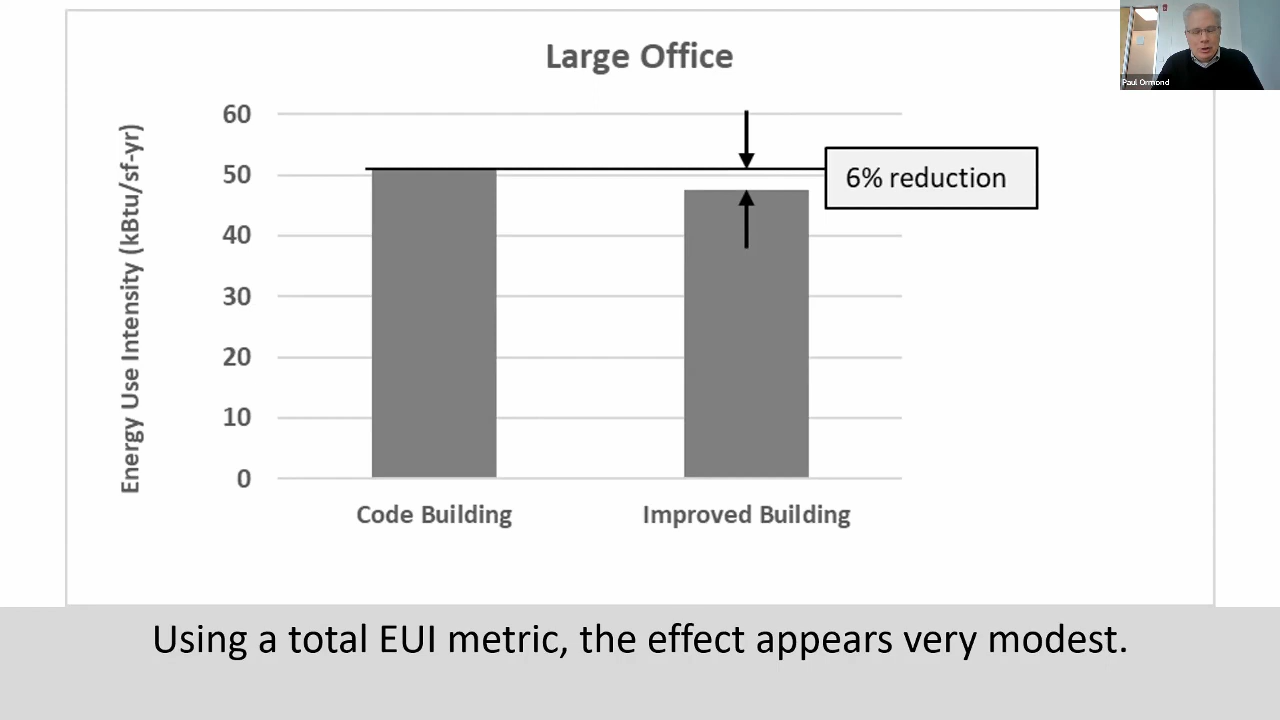 Large Office
Paul Ormond
Energy Use Intensity (kBtu/sf-yr)
60
50
40
30
20
10
0
6% reduction
Code Building
Improved Building
Using a total EUI metric, the effect appears very modest.